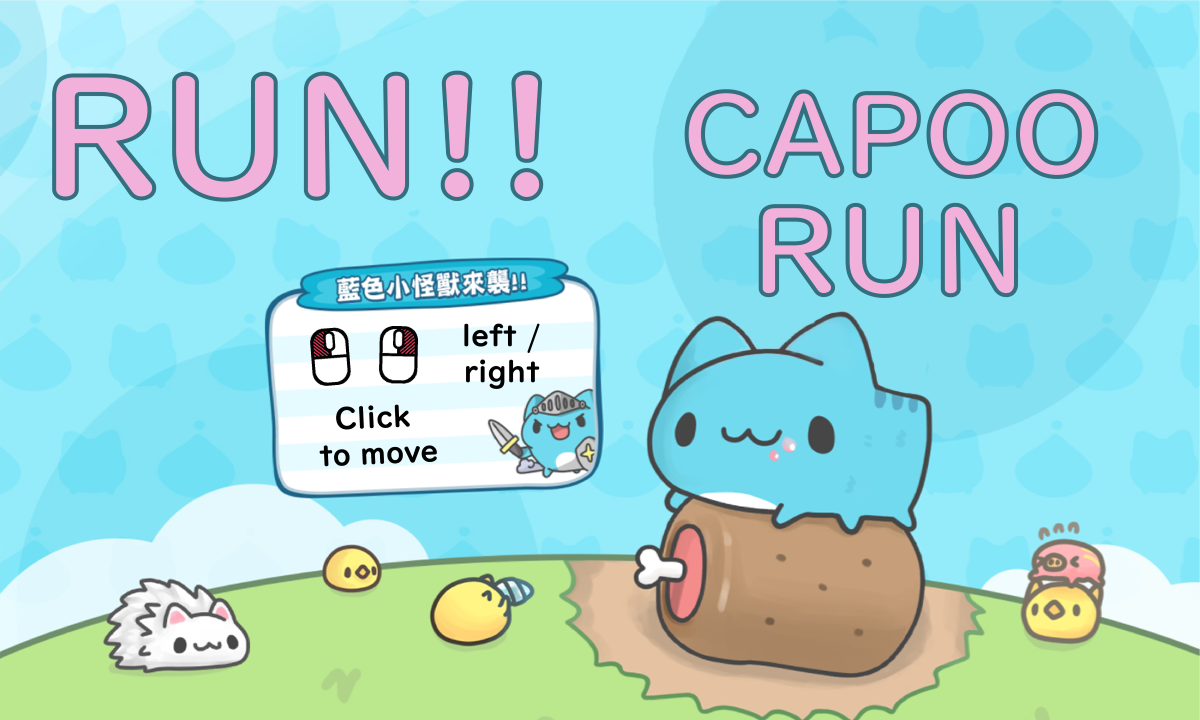 RUN!!
CAPOO
RUN
藍色小怪獸來襲!!
left /
right
Click
to move